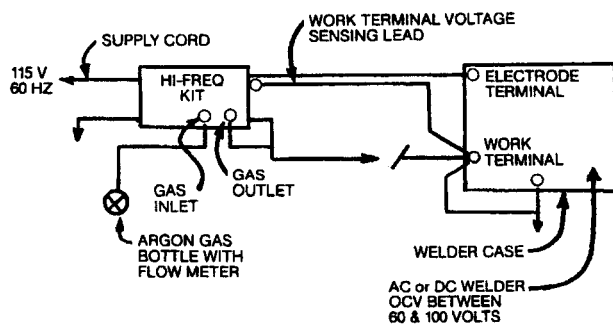 SUPPLY CORD
WORK TERMINAL VOLTAGE
SENSING LEAD
115 V
60 HZ
HI-FREQ
KIT
ELECTRODE
TERMINAL
WORK
TERMINAL
GAS
INLET
GAS
OUTLET
ARGON GAS
BOTTLE WITH
FLOW METER
WELDER CASE
AC or DC WELDER
OCV BETWEEN
60 & 100 VOLTS